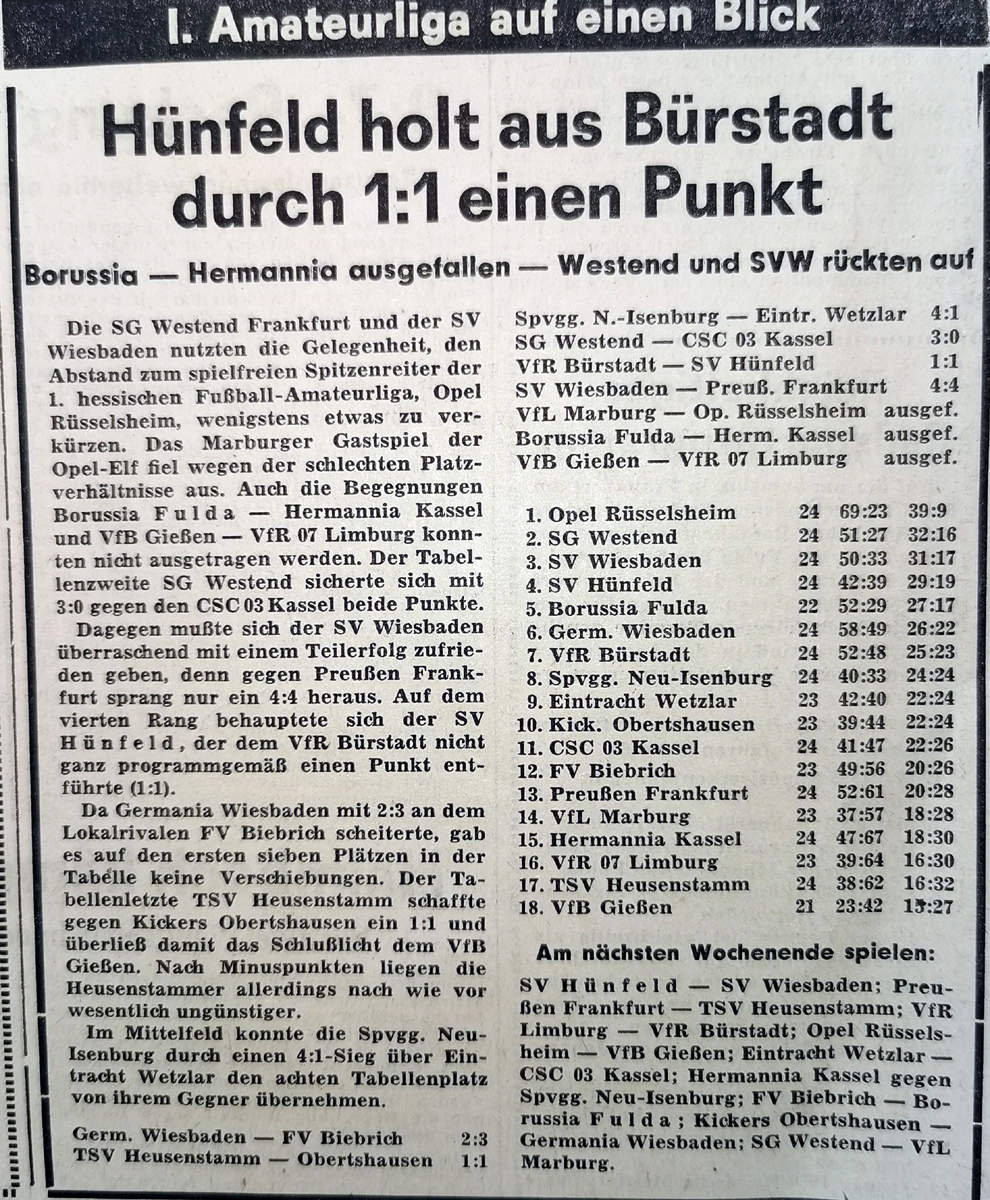 I. Amateurliga auf einen Blick
Hünfeld holt aus Bürstadt
durch 1:1 einen Punkt
Borussia — Hermannia ausgefallen — Westend und SVW rückten auf
Die SG Westend Frankfurt und der SV
Wiesbaden nutzten die Gelegenheit, den
Abstand zum spielfreien Spitzenreiter der
1. hessischen Fußball-Amateurliga, Opel
Rüsselsheim, wenigstens etwas zu ver-
kürzen. Das Marburger Gastspiel der
Opel-Elf fiel wegen der schlechten Platz-
verhältnisse aus. Auch die Begegnungen
Borussia Fulda — Hermannia Kassel
und VfB Gießen — VfR 07 Limburg konn-
ten nicht ausgetragen werden. Der Tabel-
lenzweite SG Westend sicherte sich mit
3:0 gegen den CSC 03 Kassel beide Punkte.
Dagegen mußte sich der SV Wiesbaden
überraschend mit einem Teilerfolg zufrie-
den geben, denn gegen Preußen Frank-
furt sprang nur ein 4:4 heraus. Auf dem
vierten Rang behauptete sich der SV
Hünfeld, der dem VfR Bürstadt nicht
ganz programmgemäß einen Punkt ent-
führte (1:1).
Da Germania Wiesbaden mit 2:3 an dem
Lokalrivalen FV Biebrich scheiterte, gab
es auf den ersten sieben Plätzen in der
Tabelle keine Verschiebungen. Der Ta-
bellenletzte TSV Heusenstamm schaffte
gegen Kickers Obertshausen ein 1:1 und
überließ damit das Schlußlicht dem VfB
Gießen. Nach Minuspunkten liegen die
Heusenstammer allerdings nach wie vor
wesentlich ungünstiger.
Im Mittelfeld konnte die Spvgg. Neu-
Isenburg durch einen 4:1-Sieg über Ein-
tracht Wetzlar den achten Tabellenplatz
von ihrem Gegner übernehmen.
Germ. Wiesbaden — FV Biebrich 2:3
TSV Heusenstamm — Obertshausen 1:1
Spvgg. N.-Isenburg — Eintr. Wetzlar 4:1
SG Westend — CSC 03 Kassel 3:0
VfR Bürstadt — SV Hünfeld 1:1
SV Wiesbaden — Preuß. Frankfurt 4:4
VfL Marburg — Op. Rüsselsheim ausgef.
Borussia Fulda — Herm. Kassel ausgef.
VfB Gießen — VfR 07 Limburg ausgef.
1. Opel Rüsselsheim 24 69:23 39:9
2. SG Westend 24 51:27 32:16
3. SV Wiesbaden 24 50:33 31:17
4. SV Hünfeld 24 42:39 29:19
5. Borussia Fulda 22 52:29 27:17
6. Germ. Wiesbaden 24 58:49 26:22
7. VfR Bürstadt 24 52:48 25:23
8. Spvgg. Neu-Isenburg 24 40:33 24:24
9. Eintracht Wetzlar 23 42:40 22:24
10. Kick. Obertshausen 23 39:44 22:24
11. CSC 03 Kassel 24 41:47 22:26
12. FV Biebrich 23 49:56 20:26
13. Preußen Frankfurt 24 52:61 20:28
14. VfL Marburg 23 37:57 18:28
15. Hermannia Kassel 24 47:67 18:30
16. VfR 07 Limburg 23 39:64 16:30
17. TSV Heusenstamm 24 38:62 16:32
18. VfB Gießen 21 23:42 15:27
Am nächsten Wochenende spielen:
SV Hünfeld — SV Wiesbaden; Preu-
ßen Frankfurt — TSV Heusenstamm; VfR
Limburg — VfR Bürstadt; Opel Rüssels-
heim — VfB Gießen; Eintracht Wetzlar —
CSC 03 Kassel; Hermannia Kassel gegen
Spvgg. Neu-Isenburg; FV Biebrich — Bo-
russia Fulda; Kickers Obertshausen —
Germania Wiesbaden; SG Westend — VfL
Marburg.